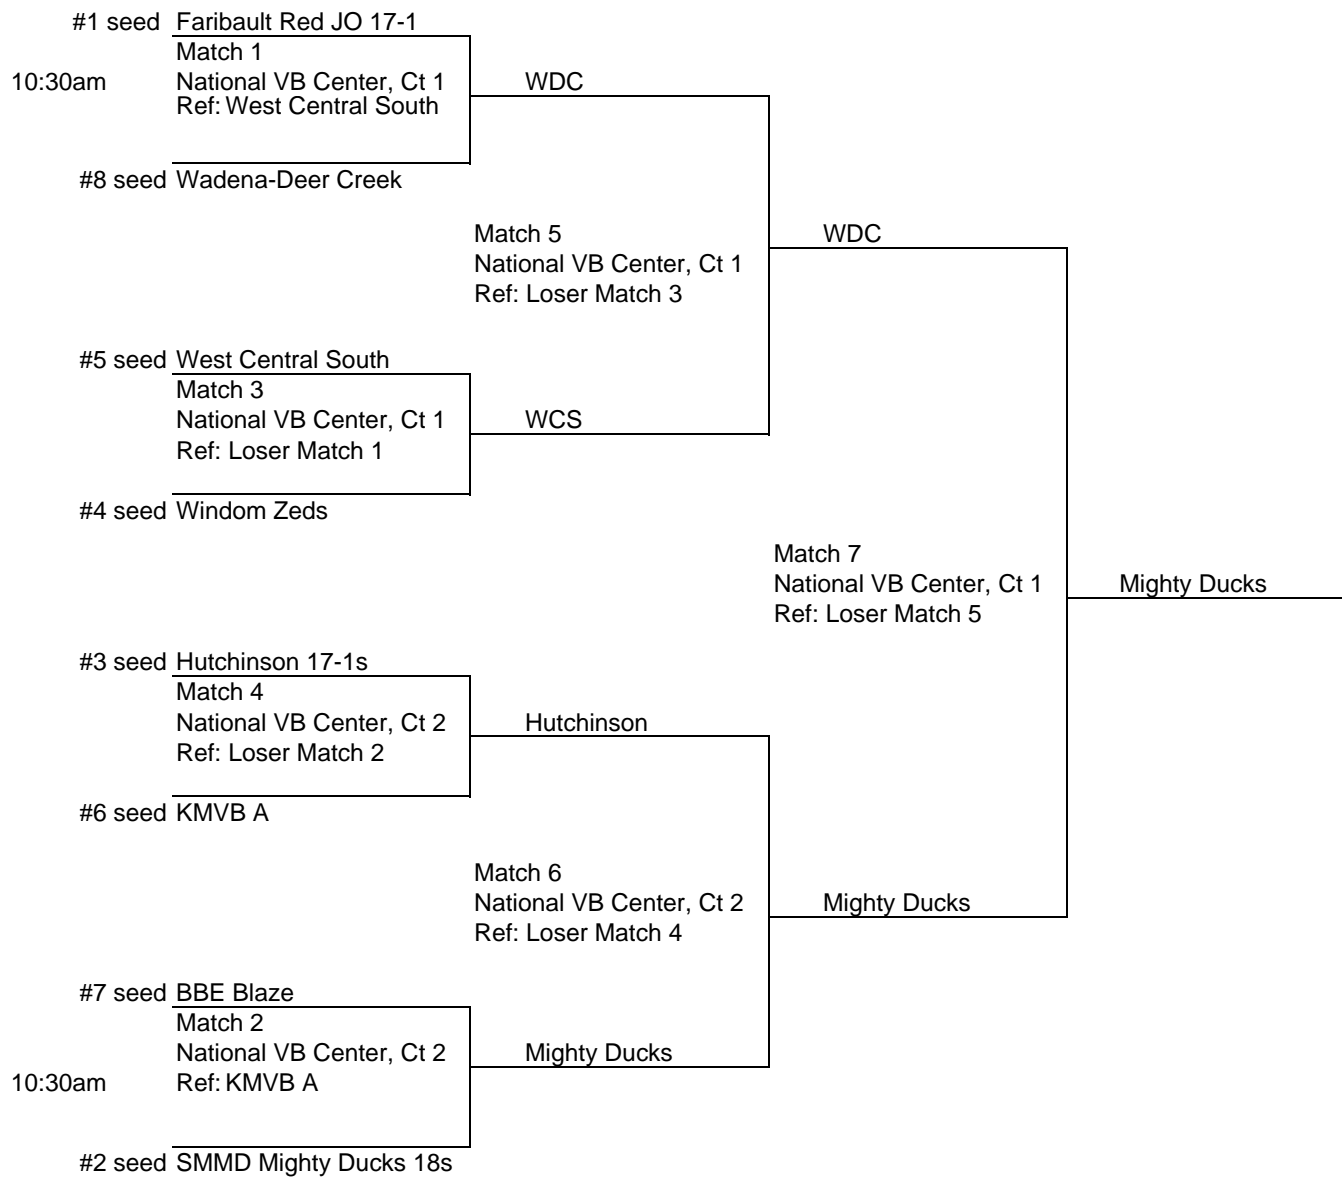 #1 seed Faribault Red JO 17-1
Match 1
10:30am National VB Center, Ct 1 WDC
Ref: West Central South
#8 seed Wadena-Deer Creek
Match 5 WDC
National VB Center, Ct 1
Ref: Loser Match 3
#5 seed West Central South
Match 3
National VB Center, Ct 1 WCS
Ref: Loser Match 1
#4 seed Windom Zeds
Match 7
National VB Center, Ct 1 Mighty Ducks
Ref: Loser Match 5
#3 seed Hutchinson 17-1s
Match 4
National VB Center, Ct 2 Hutchinson
Ref: Loser Match 2
#6 seed KMVB A
Match 6
National VB Center, Ct 2 Mighty Ducks
Ref: Loser Match 4
#7 seed BBE Blaze
Match 2
National VB Center, Ct 2 Mighty Ducks
10:30am Ref: KMVB A
#2 seed SMMD Mighty Ducks 18s